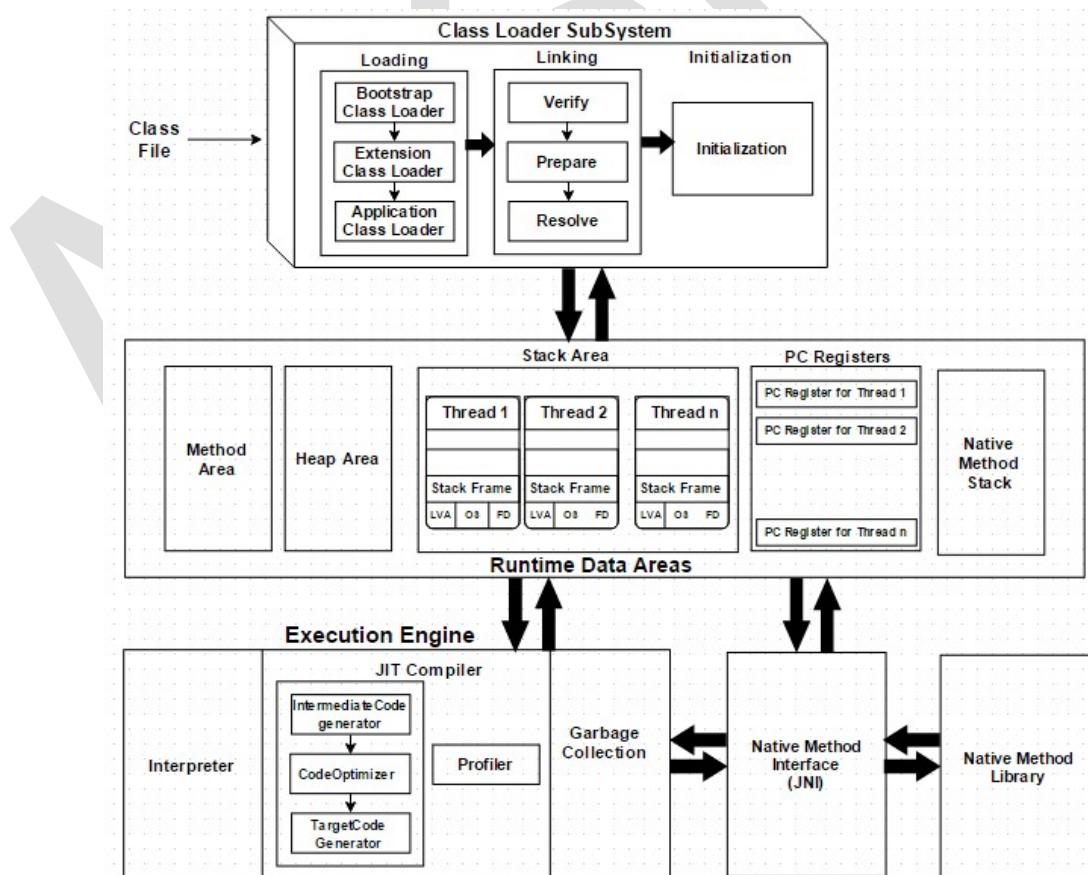 Class Loader SubSystem
Loading
Linking
Initialization
Bootstrap
Class Loader
Extension
Class Loader
Application
Class Loader
Verify
Prepare
Resolve
Initialization
Class
File
Stack Area
PC Registers
Method
Area
Heap Area
Thread 1
Stack Frame
LVA
OS
FD
Thread 2
Stack Frame
LVA
OS
FD
Thread n
Stack Frame
LVA
OS
FD
PC Register for Thread 1
PC Register for Thread 2
PC Register for Thread n
Native
Method
Stack
Runtime Data Areas
Execution Engine
Interpreter
JIT Compiler
IntermediateCode
generator
CodeOptimizer
TargetCode
Generator
Profiler
Garbage
Collection
Native Method
Interface
(JNI)
Native Method
Library